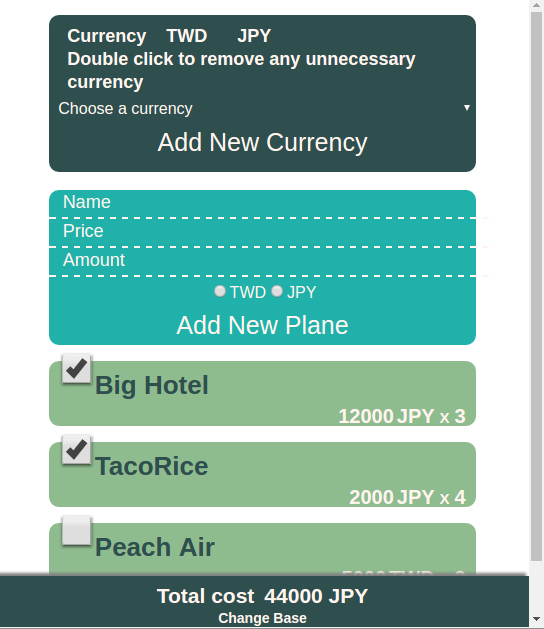 Currency TWD JPY
Double click to remove any unnecessary
currency
Choose a currency
Add New Currency
Name
Price
Amount
TWD JPY
Add New Plane
Big Hotel
12000 JPY x 3
TacoRice
2000 JPY x 4
Peach Air
Total cost 44000 JPY
Change Base